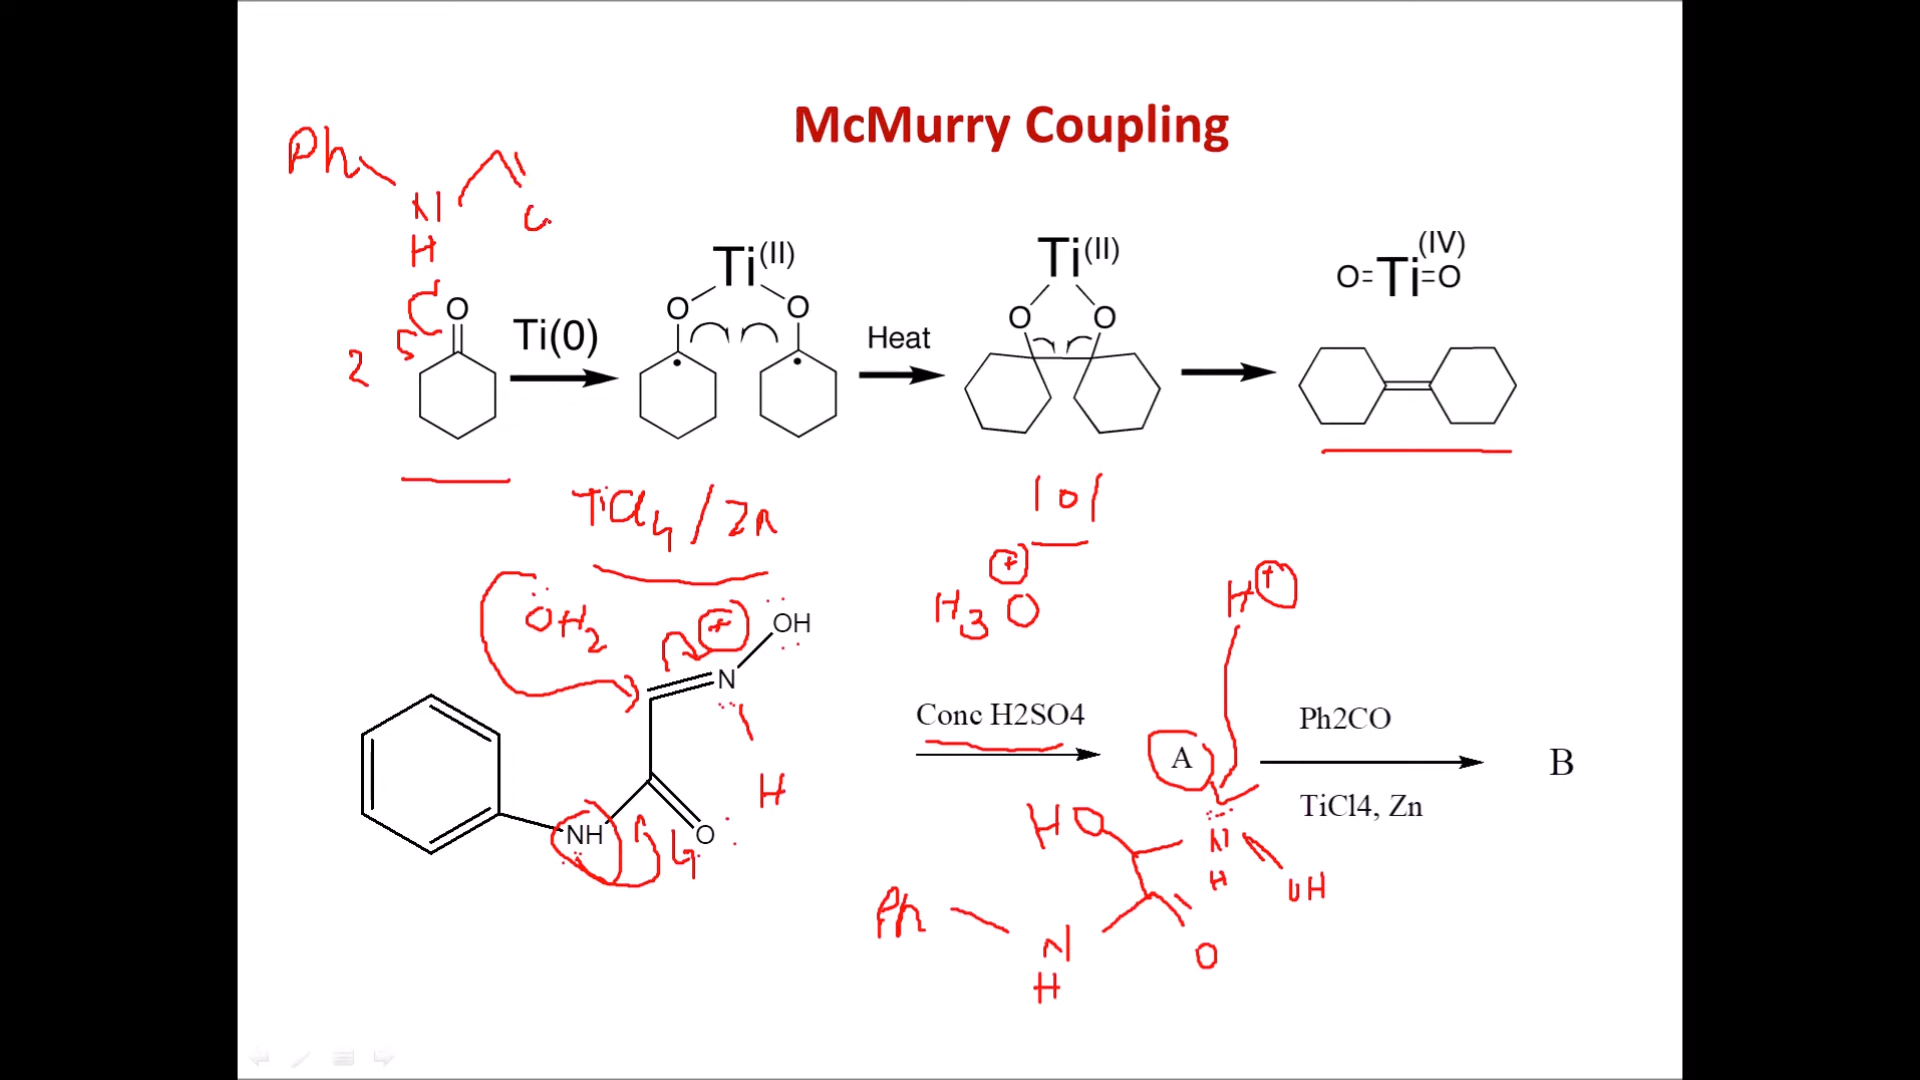 McMurry Coupling
Ph
N
H
O
2
Ti(0)
Ti(II)
O O
Heat
Ti(II)
O O
O=Ti(IV)=O
TiCl4 / Zn
|o|
OH2
+
OH
N
H
NH
O
H3O+
Conc H2SO4
A
H+
Ph2CO
TiCl4, Zn
B
HO
N
H
OH
Ph
N
H
O